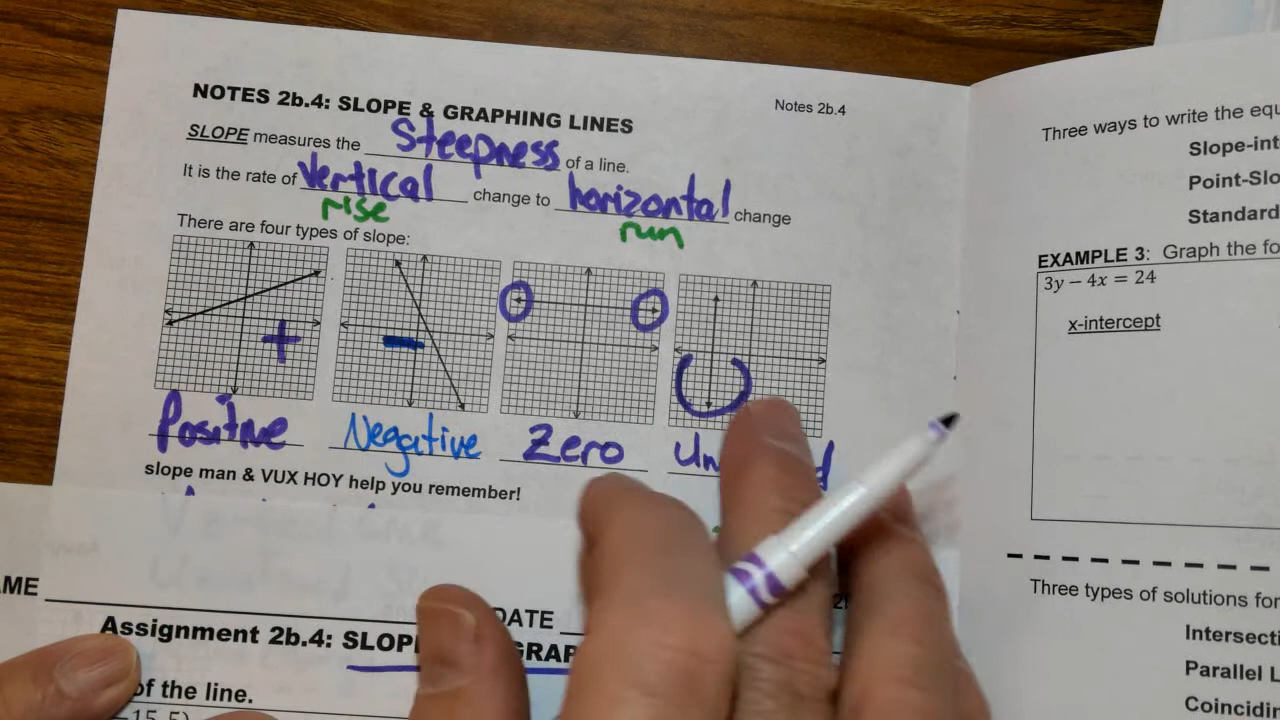 NOTES 2b.4: SLOPE & GRAPHING LINES
Notes 2b.4
SLOPE measures the Steepness of a line.
It is the rate of Vertical change to horizontal change
rise run
There are four types of slope:
+ −
Positive Negative Zero
slope man & VUX HOY help you remember!
AME DATE
Assignment 2b.4: SLOP GRAP
of the line.
Three ways to write the equ
Slope-int
Point-Slo
Standard
EXAMPLE 3: Graph the fo
3y − 4x = 24
x-intercept
Three types of solutions for
Intersecti
Parallel L
Coincidin